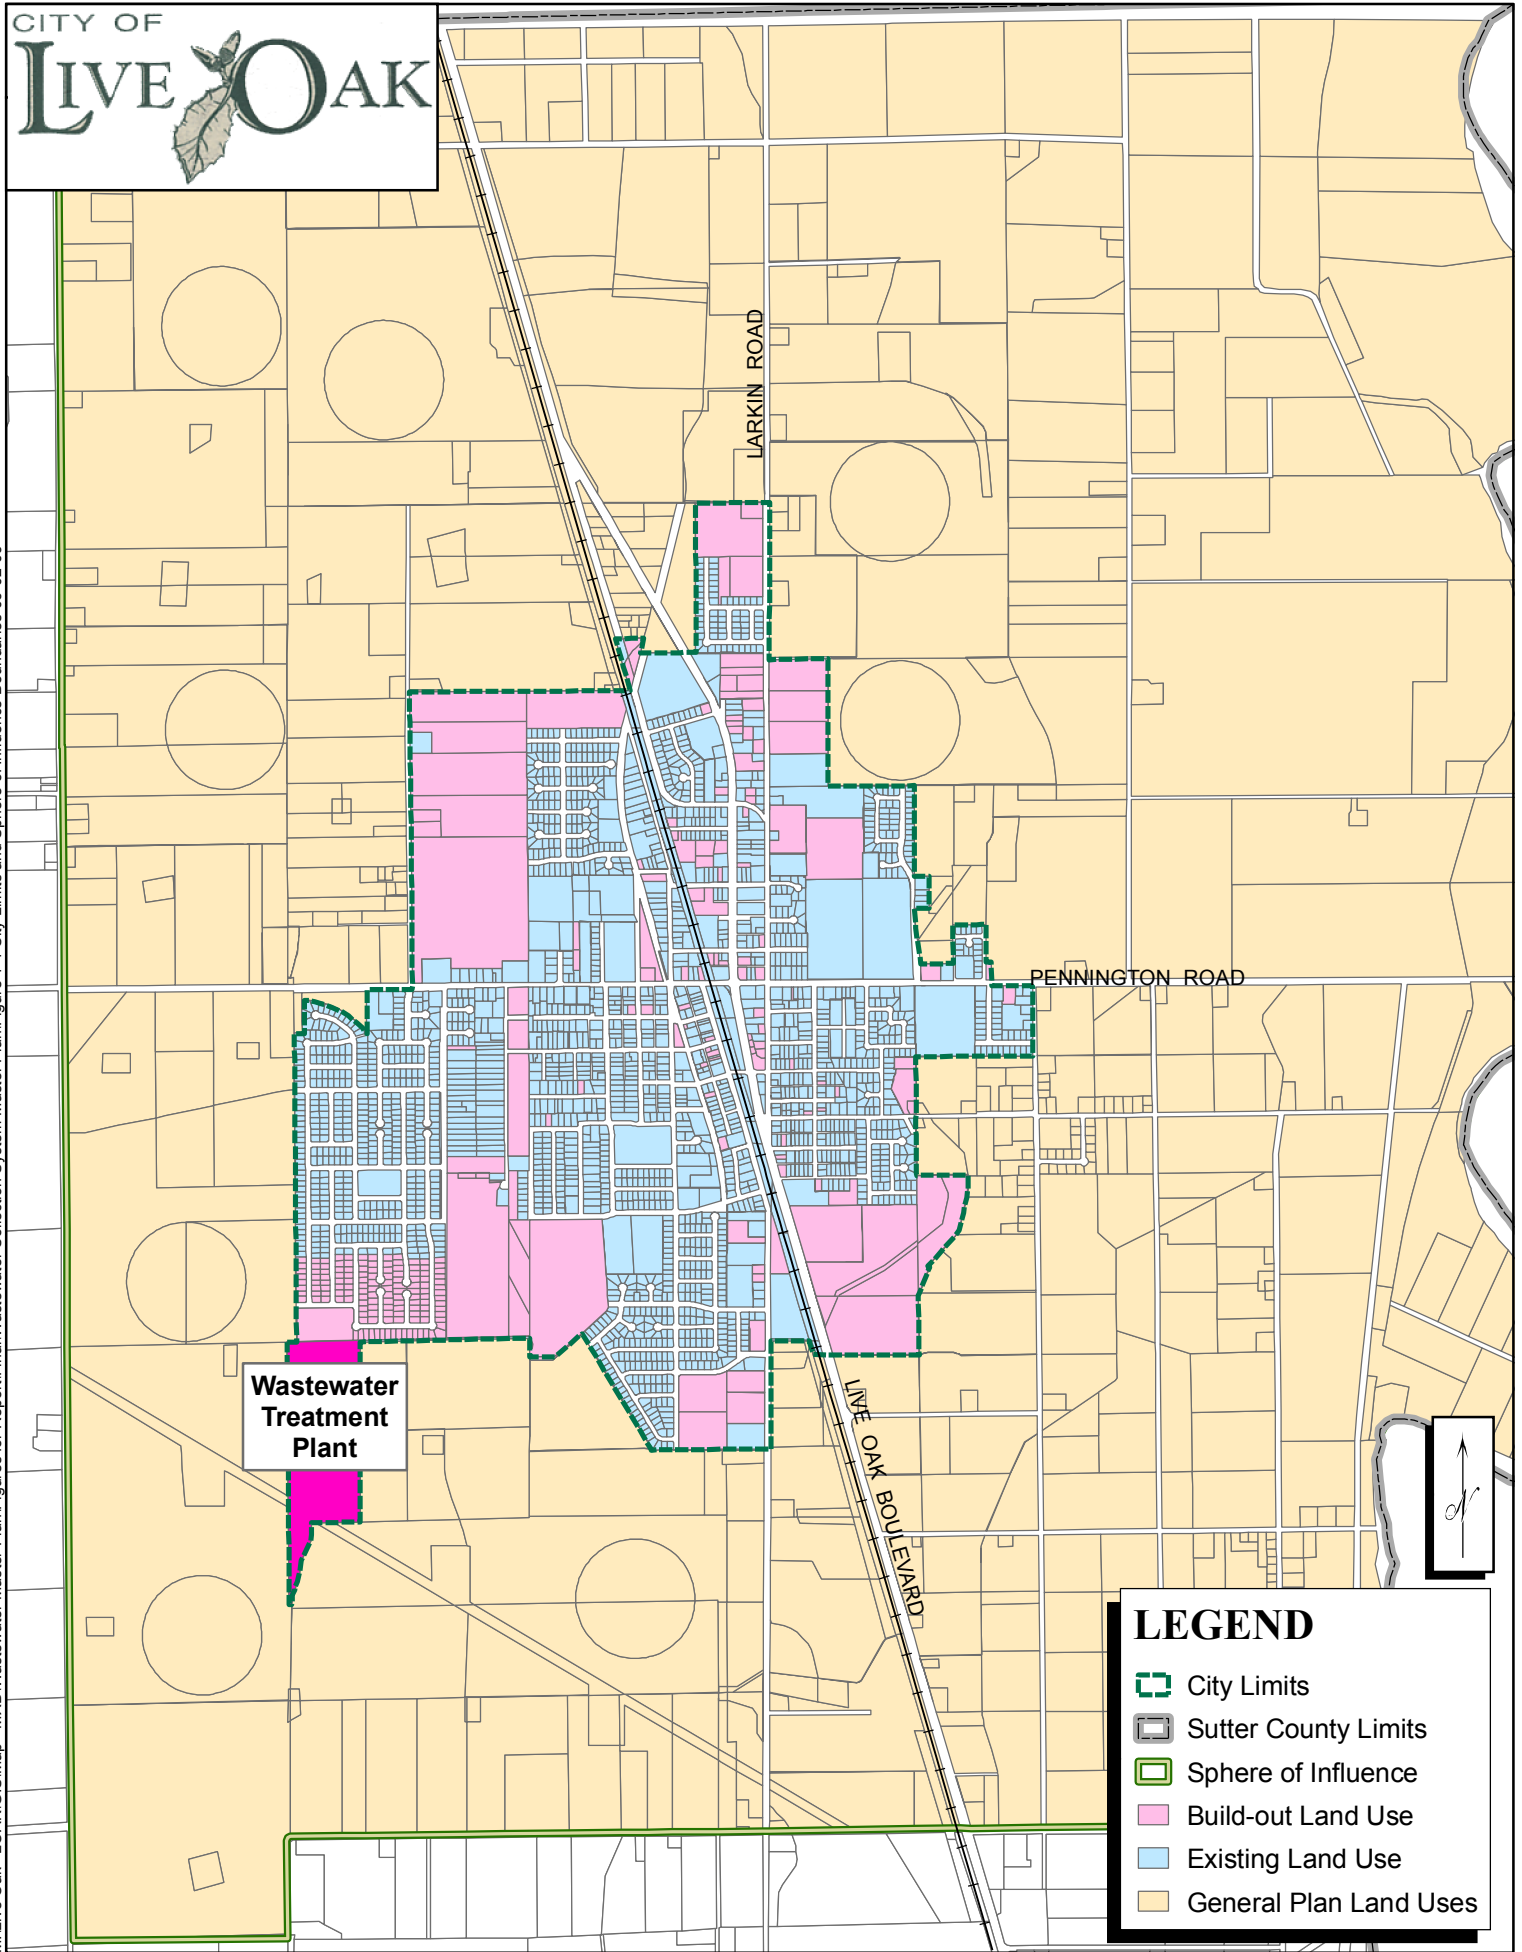 CITY OF
LIVE OAK
LARKIN ROAD
PENNINGTON ROAD
Wastewater
Treatment
Plant
LIVE OAK BOULEVARD
N
LEGEND
City Limits
Sutter County Limits
Sphere of Influence
Build-out Land Use
Existing Land Use
General Plan Land Uses